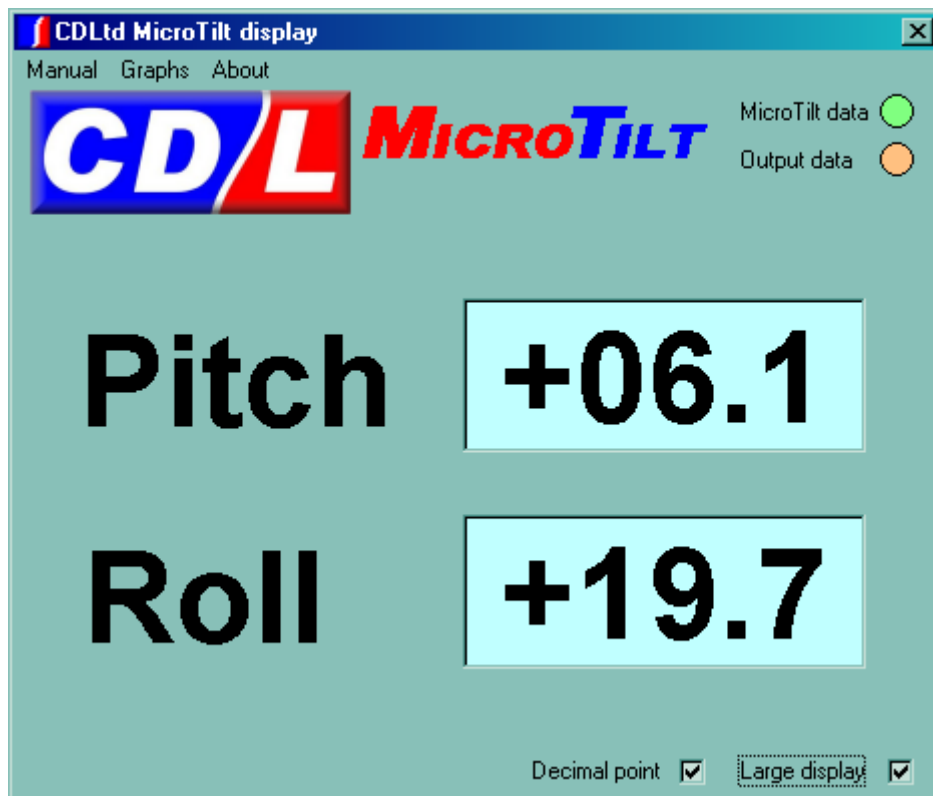 CDLtd MicroTilt display
Manual Graphs About
CD/L MICROTILT
MicroTilt data
Output data
Pitch +06.1
Roll +19.7
Decimal point Large display